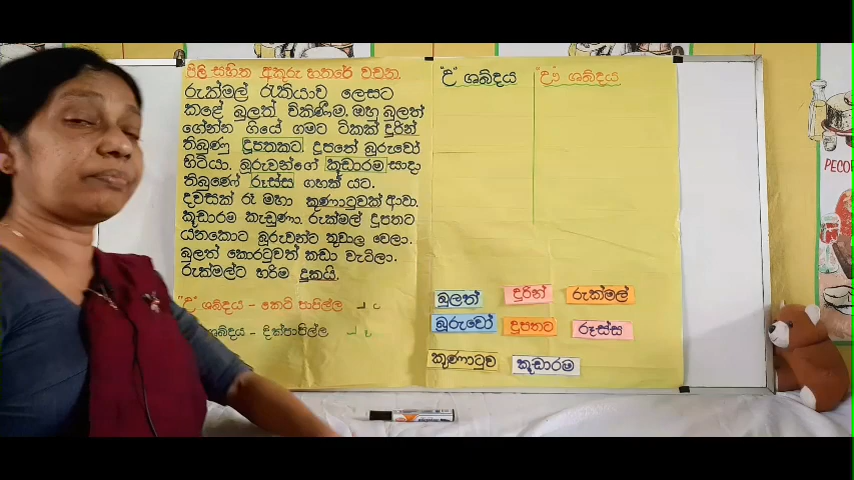 පිලි සහිත අකුරු හතරේ වචන.
රුක්මල් රැකියාව ලෙසට
කළේ බුලත් විකිණීම. ඔහු බුලත්
ගේන්න ගියේ ගමට ටිකක් දුරින්
තිබුණු දූපතකට. දූපතේ බූරුවෝ
හිටියා. බූරුවන්ගේ කූඩාරම සාදා
තිබුණේ රූස්ස ගහක් යට.
දවසක් රෑ මහා කුණාටුවක් ආවා.
කූඩාරම කැඩුණා. රුක්මල් දූපතට
යනකොට බූරුවන්ට තුවාල වෙලා.
බුලත් කොරටුවත් කඩා වැටිලා.
රුක්මල්ට හරිම දුකයි.
"උ" ශබ්දය - කෙටි පාපිල්ල
ශබ්දය - දික්පාපිල්ල
"උ" ශබ්දය
"ඌ" ශබ්දය
බුලත්
දුරින්
රුක්මල්
බූරුවෝ
දූපතට
රූස්ස
කුණාටුව
කූඩාරම
PECOR